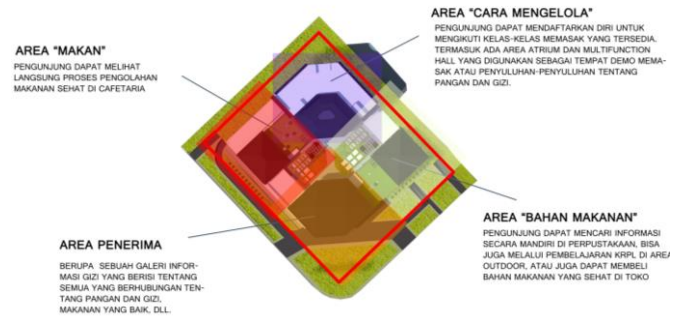 AREA “MAKAN”
PENGUNJUNG DAPAT MELIHAT
LANGSUNG PROSES PENGOLAHAN
MAKANAN SEHAT DI CAFETARIA
AREA “CARA MENGELOLA”
PENGUNJUNG DAPAT MENDAFTARKAN DIRI UNTUK
MENGIKUTI KELAS-KELAS MEMASAK YANG TERSEDIA.
TERMASUK ADA AREA ATRIUM DAN MULTIFUNCTION
HALL YANG DIGUNAKAN SEBAGAI TEMPAT DEMO MEMA-
SAK ATAU PENYULUHAN-PENYULUHAN TENTANG
PANGAN DAN GIZI.
AREA PENERIMA
BERUPA SEBUAH GALERI INFOR-
MASI GIZI YANG BERISI TENTANG
SEMUA YANG BERHUBUNGAN TEN-
TANG PANGAN DAN GIZI,
MAKANAN YANG BAIK, DLL.
AREA “BAHAN MAKANAN”
PENGUNJUNG DAPAT MENCARI INFORMASI
SECARA MANDIRI DI PERPUSTAKAAN, BISA
JUGA MELALUI PEMBELAJARAN KRPL DI AREA
OUTDOOR, ATAU JUGA DAPAT MEMBELI
BAHAN MAKANAN YANG SEHAT DI TOKO